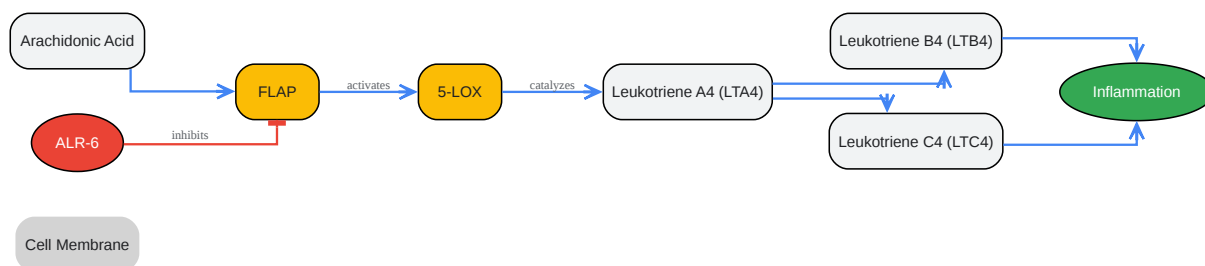 Arachidonic Acid
Leukotriene B4 (LTB4)
FLAP
activates
5-LOX
catalyzes
Leukotriene A4 (LTA4)
Inflammation
ALR-6
inhibits
Leukotriene C4 (LTC4)
Cell Membrane